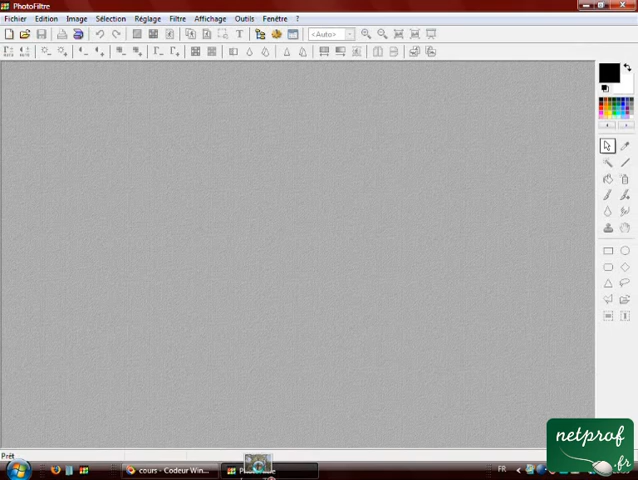 PhotoFiltre
Fichier Edition Image Sélection Réglage Filtre Affichage Outils Fenêtre ?
<Auto>
netprof
.fr
Prêt
cours - Codeur Win...
FR